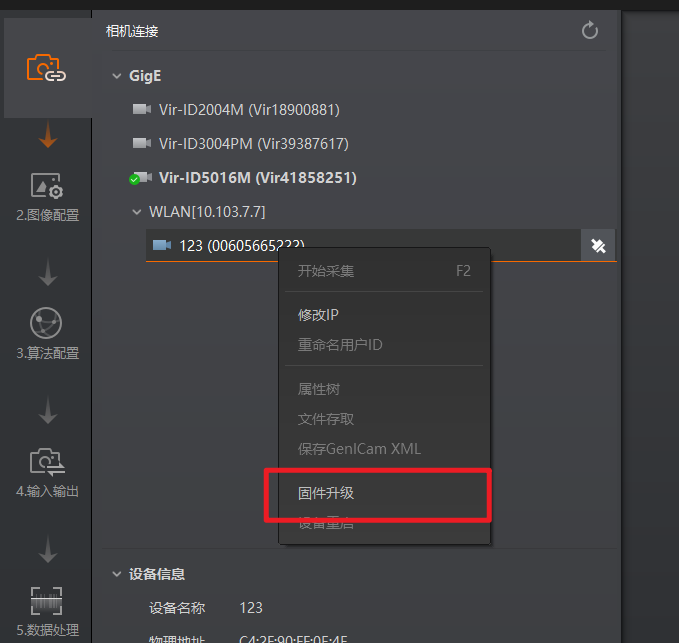 相机连接
GigE
Vir-ID2004M (Vir18900881)
Vir-ID3004PM (Vir39387617)
Vir-ID5016M (Vir41858251)
WLAN[10.103.7.7]
123 (00605665222)
开始采集 F2
修改IP
重命名用户ID
属性树
文件存取
保存GenICam XML
固件升级
设备重启
2.图像配置
3.算法配置
4.输入输出
5.数据处理
设备信息
设备名称 123
物理地址 C4:2F:90:FF:0F:4F